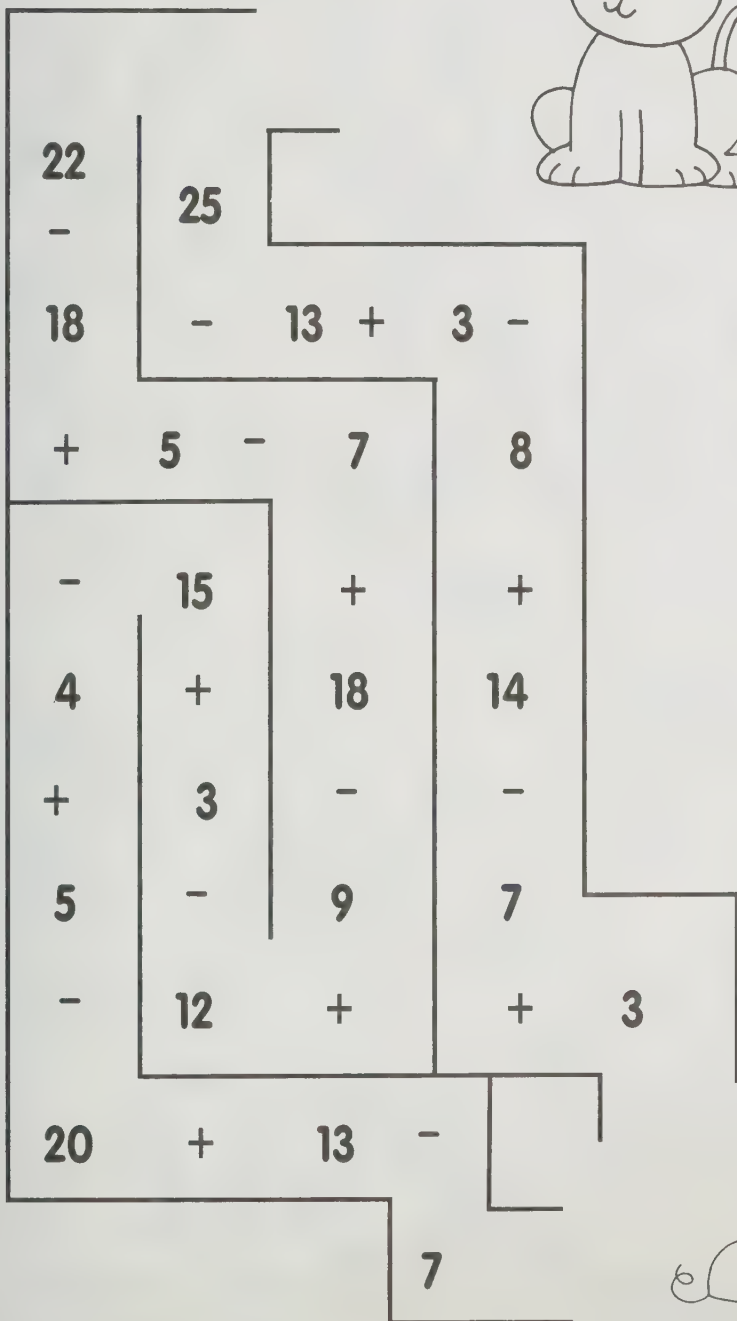 22
25
-
18 - 13 + 3 -
+ 5 - 7 8
- 15 + +
4 + 18 14
+ 3 - -
5 - 9 7
- 12 + + 3
20 + 13 -
7